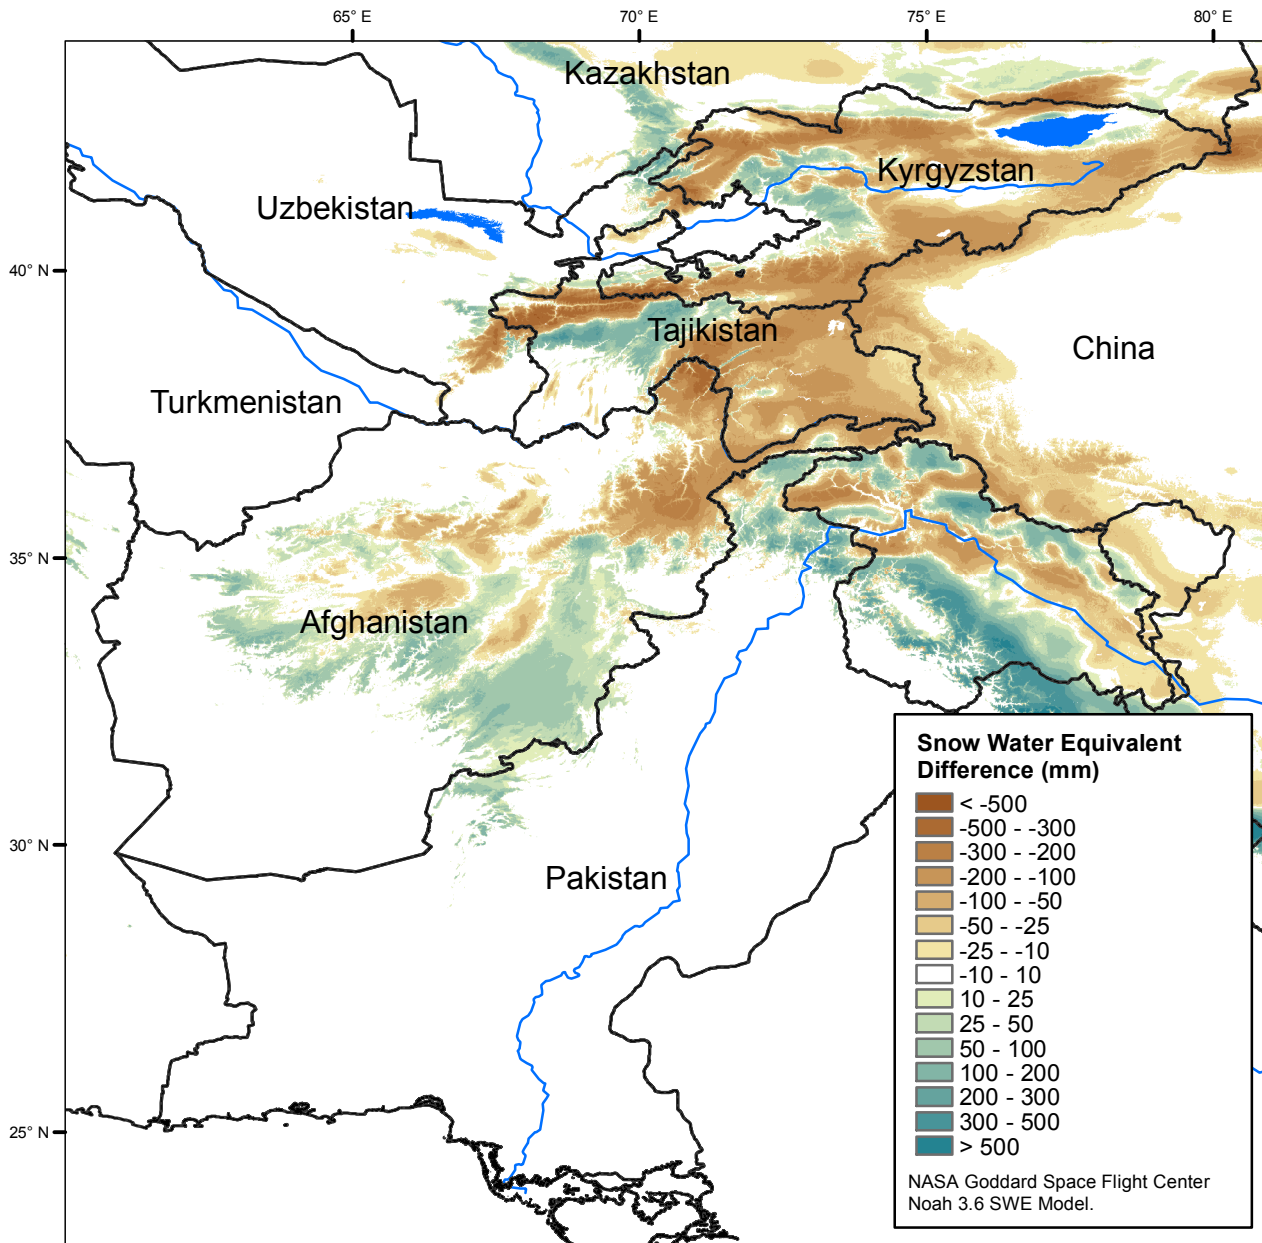 65° E
70° E
75° E
80° E
Kazakhstan
Kyrgyzstan
Uzbekistan
40° N
Tajikistan
China
Turkmenistan
35° N
Afghanistan
Snow Water Equivalent
Difference (mm)
< -500
-500 - -300
-300 - -200
-200 - -100
-100 - -50
-50 - -25
-25 - -10
-10 - 10
10 - 25
25 - 50
50 - 100
100 - 200
200 - 300
300 - 500
> 500
30° N
Pakistan
25° N
NASA Goddard Space Flight Center
Noah 3.6 SWE Model.